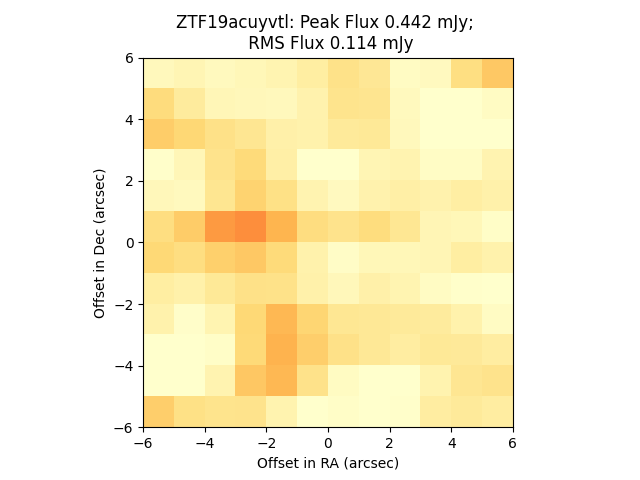 ZTF19acuyvtl: Peak Flux 0.442 mJy;
RMS Flux 0.114 mJy
6
4
2
0
−2
−4
−6
Offset in Dec (arcsec)
−6 −4 −2 0 2 4 6
Offset in RA (arcsec)